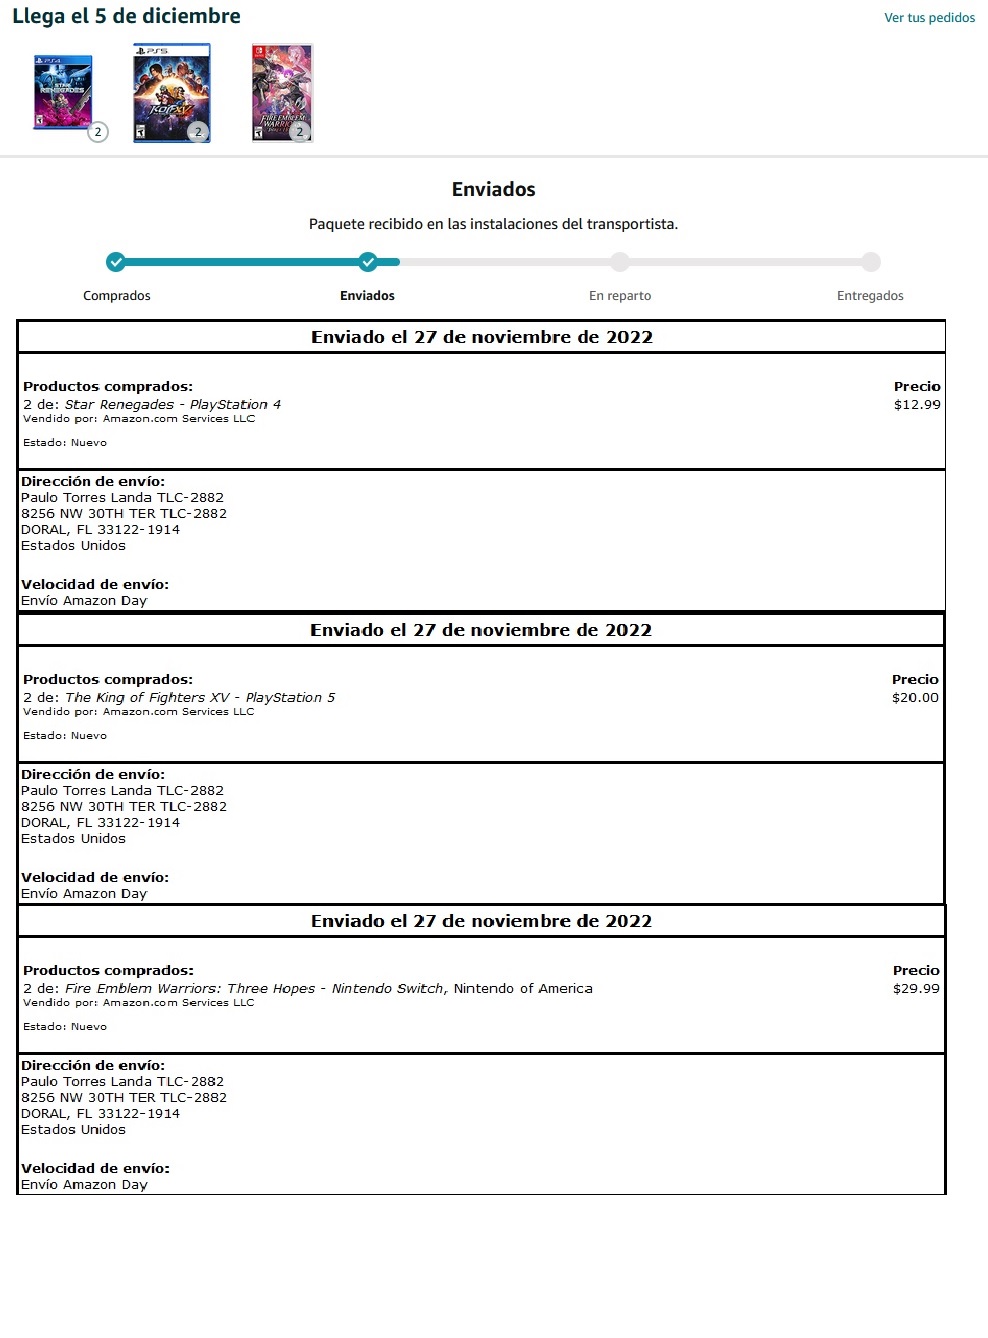 Llega el 5 de diciembre
Ver tus pedidos
PS4
STAR
RENEGADES
2
PS5
KOFXV
2
FIRE EMBLEM
2
Enviados
Paquete recibido en las instalaciones del transportista.
Comprados
Enviados
En reparto
Entregados
Enviado el 27 de noviembre de 2022
Productos comprados:
Precio
2 de: Star Renegades - PlayStation 4
$12.99
Vendido por: Amazon.com Services LLC
Estado: Nuevo
Dirección de envío:
Paulo Torres Landa TLC-2882
8256 NW 30TH TER TLC-2882
DORAL, FL 33122-1914
Estados Unidos
Velocidad de envío:
Envío Amazon Day
Enviado el 27 de noviembre de 2022
Productos comprados:
Precio
2 de: The King of Fighters XV - PlayStation 5
$20.00
Vendido por: Amazon.com Services LLC
Estado: Nuevo
Dirección de envío:
Paulo Torres Landa TLC-2882
8256 NW 30TH TER TLC-2882
DORAL, FL 33122-1914
Estados Unidos
Velocidad de envío:
Envío Amazon Day
Enviado el 27 de noviembre de 2022
Productos comprados:
Precio
2 de: Fire Emblem Warriors: Three Hopes - Nintendo Switch, Nintendo of America
$29.99
Vendido por: Amazon.com Services LLC
Estado: Nuevo
Dirección de envío:
Paulo Torres Landa TLC-2882
8256 NW 30TH TER TLC-2882
DORAL, FL 33122-1914
Estados Unidos
Velocidad de envío:
Envío Amazon Day